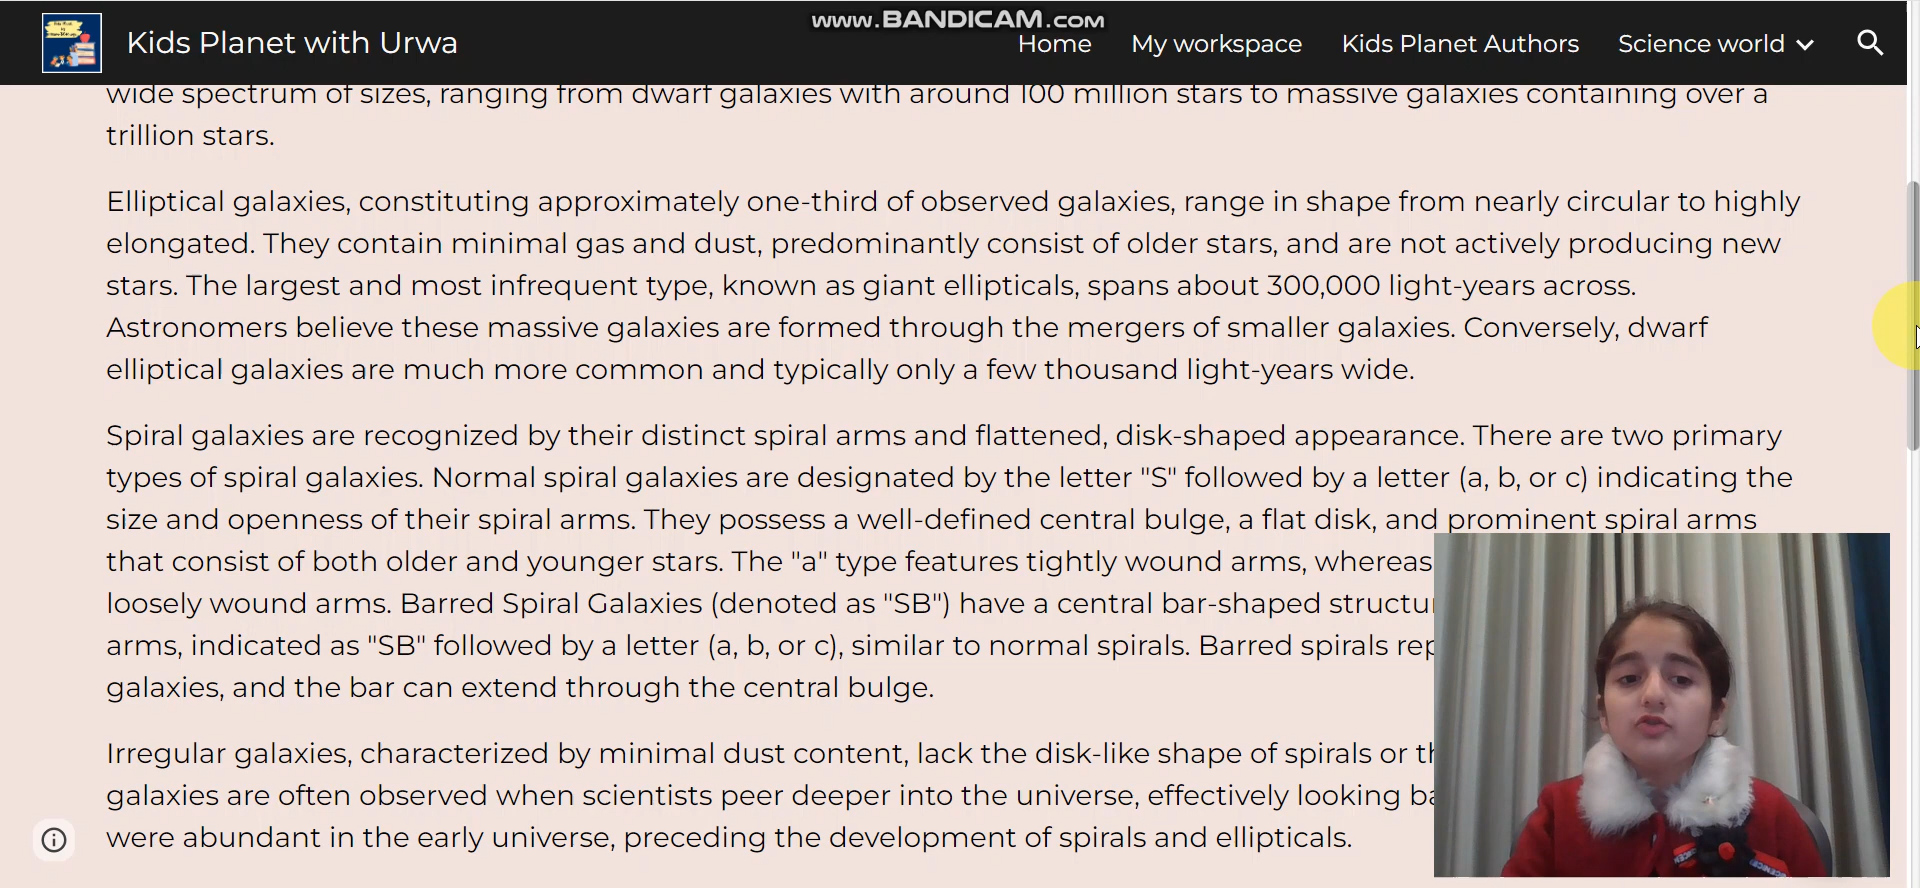 www.BANDICAM.com
Kids Planet with Urwa
Home My workspace Kids Planet Authors Science world
wide spectrum of sizes, ranging from dwarf galaxies with around 100 million stars to massive galaxies containing over a
trillion stars.
Elliptical galaxies, constituting approximately one-third of observed galaxies, range in shape from nearly circular to highly
elongated. They contain minimal gas and dust, predominantly consist of older stars, and are not actively producing new
stars. The largest and most infrequent type, known as giant ellipticals, spans about 300,000 light-years across.
Astronomers believe these massive galaxies are formed through the mergers of smaller galaxies. Conversely, dwarf
elliptical galaxies are much more common and typically only a few thousand light-years wide.
Spiral galaxies are recognized by their distinct spiral arms and flattened, disk-shaped appearance. There are two primary
types of spiral galaxies. Normal spiral galaxies are designated by the letter "S" followed by a letter (a, b, or c) indicating the
size and openness of their spiral arms. They possess a well-defined central bulge, a flat disk, and prominent spiral arms
that consist of both older and younger stars. The "a" type features tightly wound arms, whereas
loosely wound arms. Barred Spiral Galaxies (denoted as "SB") have a central bar-shaped
arms, indicated as "SB" followed by a letter (a, b, or c), similar to normal spirals. Barred spirals
galaxies, and the bar can extend through the central bulge.
Irregular galaxies, characterized by minimal dust content, lack the disk-like shape of spirals or
galaxies are often observed when scientists peer deeper into the universe, effectively looking
were abundant in the early universe, preceding the development of spirals and ellipticals.